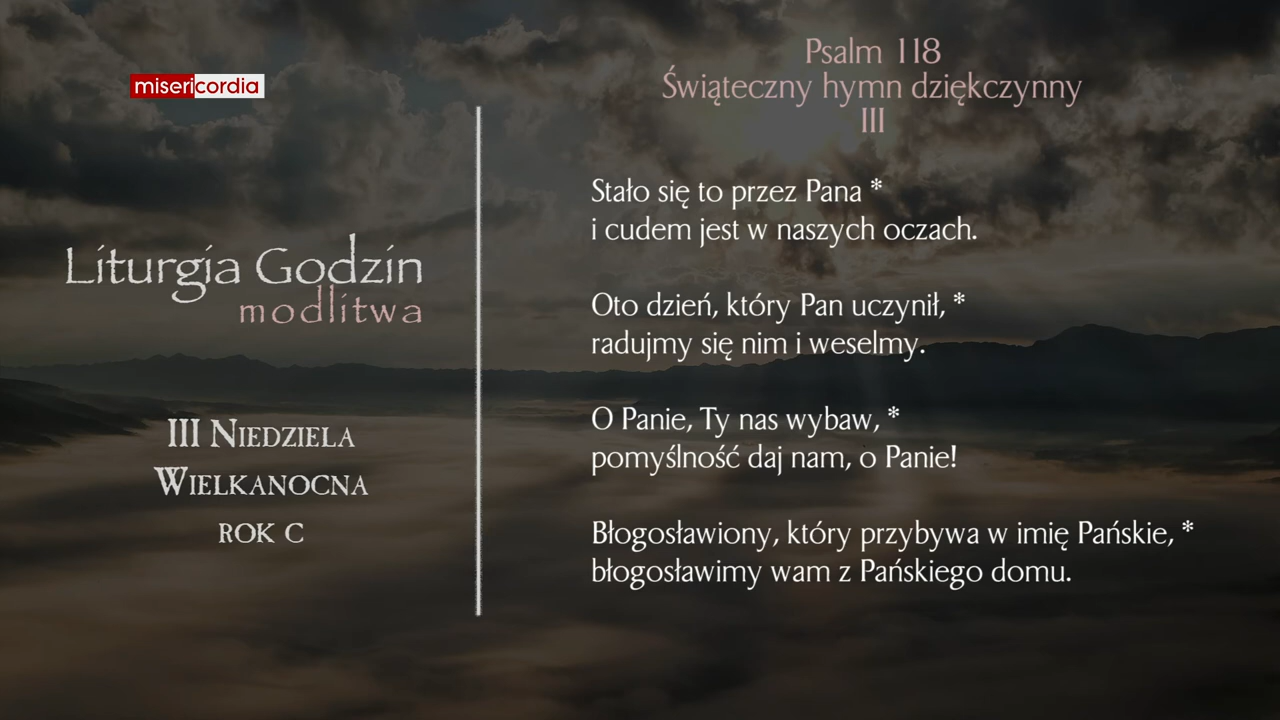 misericordia
Liturgia Godzin
modlitwa
III Niedziela
Wielkanocna
rok C
Psalm 118
Świąteczny hymn dziękczynny
III
Stało się to przez Pana *
i cudem jest w naszych oczach.
Oto dzień, który Pan uczynił, *
radujmy się nim i weselmy.
O Panie, Ty nas wybaw, *
pomyślność daj nam, o Panie!
Błogosławiony, który przybywa w imię Pańskie, *
błogosławimy wam z Pańskiego domu.